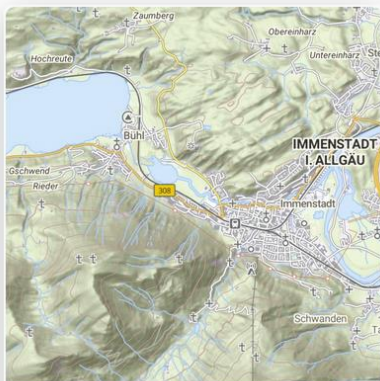 Zaumberg
Obereinharz
Untereinharz
Hochreute
Bühl
IMMENSTADT
I. ALLGÄU
Gschwend
Rieder
308
Immenstadt
Schwanden